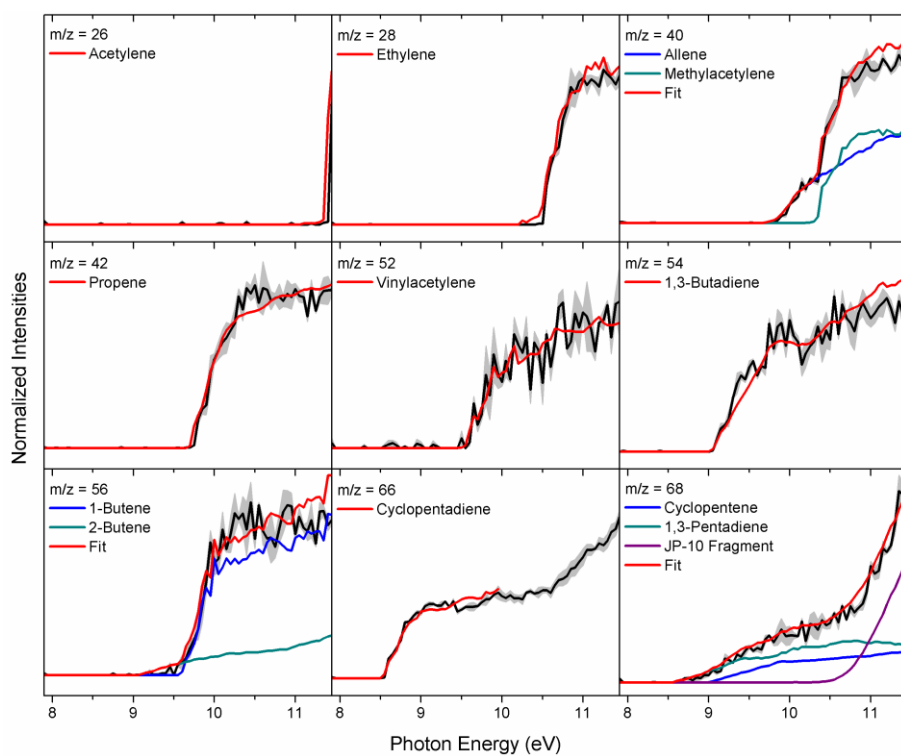 m/z = 26
Acetylene
m/z = 28
Ethylene
m/z = 40
Allene
Methylacetylene
Fit
m/z = 42
Propene
m/z = 52
Vinylacetylene
m/z = 54
1,3-Butadiene
m/z = 56
1-Butene
2-Butene
Fit
m/z = 66
Cyclopentadiene
m/z = 68
Cyclopentene
1,3-Pentadiene
JP-10 Fragment
Fit
Normalized Intensities
8 9 10 11 8 9 10 11 8 9 10 11
Photon Energy (eV)